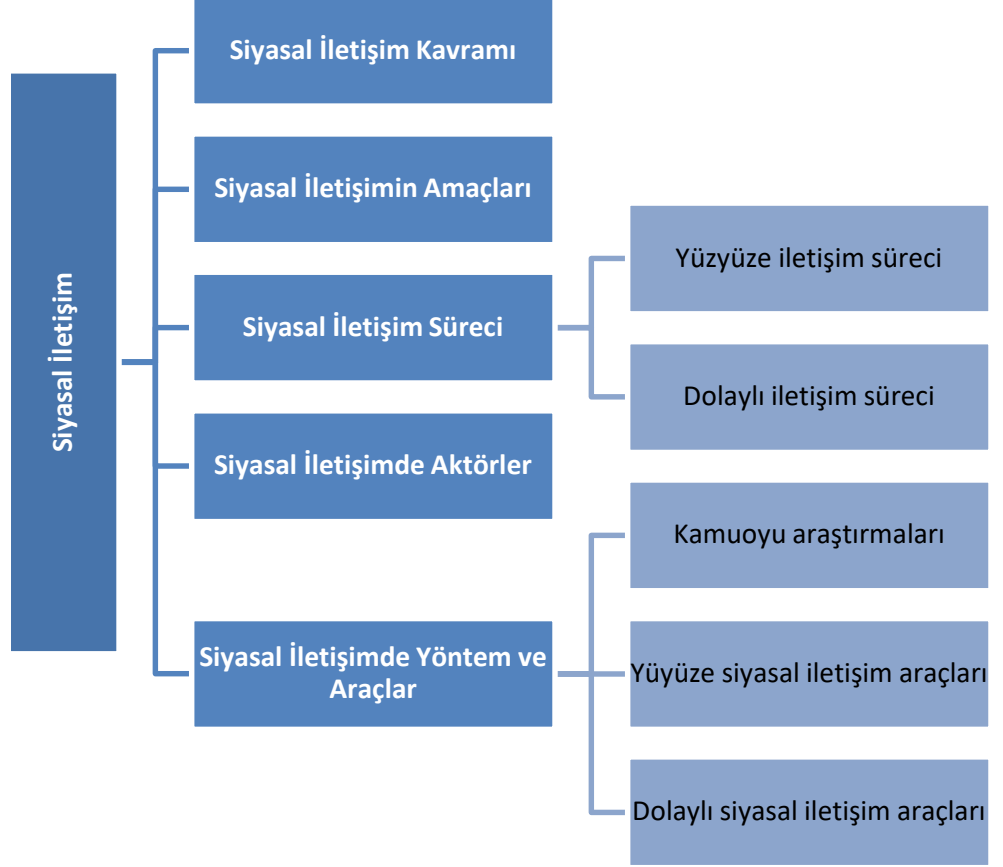 Siyasal İletişim
Siyasal İletişim Kavramı
Siyasal İletişimin Amaçları
Siyasal İletişim Süreci
Yüzyüze iletişim süreci
Dolaylı iletişim süreci
Siyasal İletişimde Aktörler
Siyasal İletişimde Yöntem ve
Araçlar
Kamuoyu araştırmaları
Yüyüze siyasal iletişim araçları
Dolaylı siyasal iletişim araçları